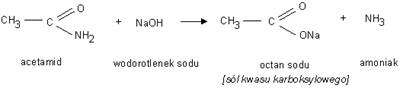 CH₃ — C O NH₂ + NaOH → CH₃ — C O ONa + NH₃
acetamid wodorotlenek sodu octan sodu amoniak
[sól kwasu karboksylowego]